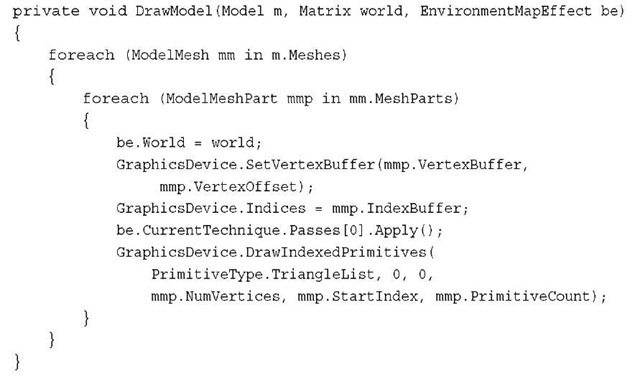 private void DrawModel(Model m, Matrix world, EnvironmentMapEffect be)
{
    foreach (ModelMesh mm in m.Meshes)
    {
        foreach (ModelMeshPart mmp in mm.MeshParts)
        {
            be.World = world;
            GraphicsDevice.SetVertexBuffer(mmp.VertexBuffer,
                mmp.VertexOffset);
            GraphicsDevice.Indices = mmp.IndexBuffer;
            be.CurrentTechnique.Passes[0].Apply();
            GraphicsDevice.DrawIndexedPrimitives(
                PrimitiveType.TriangleList, 0, 0,
                mmp.NumVertices, mmp.StartIndex, mmp.PrimitiveCount);
        }
    }
}